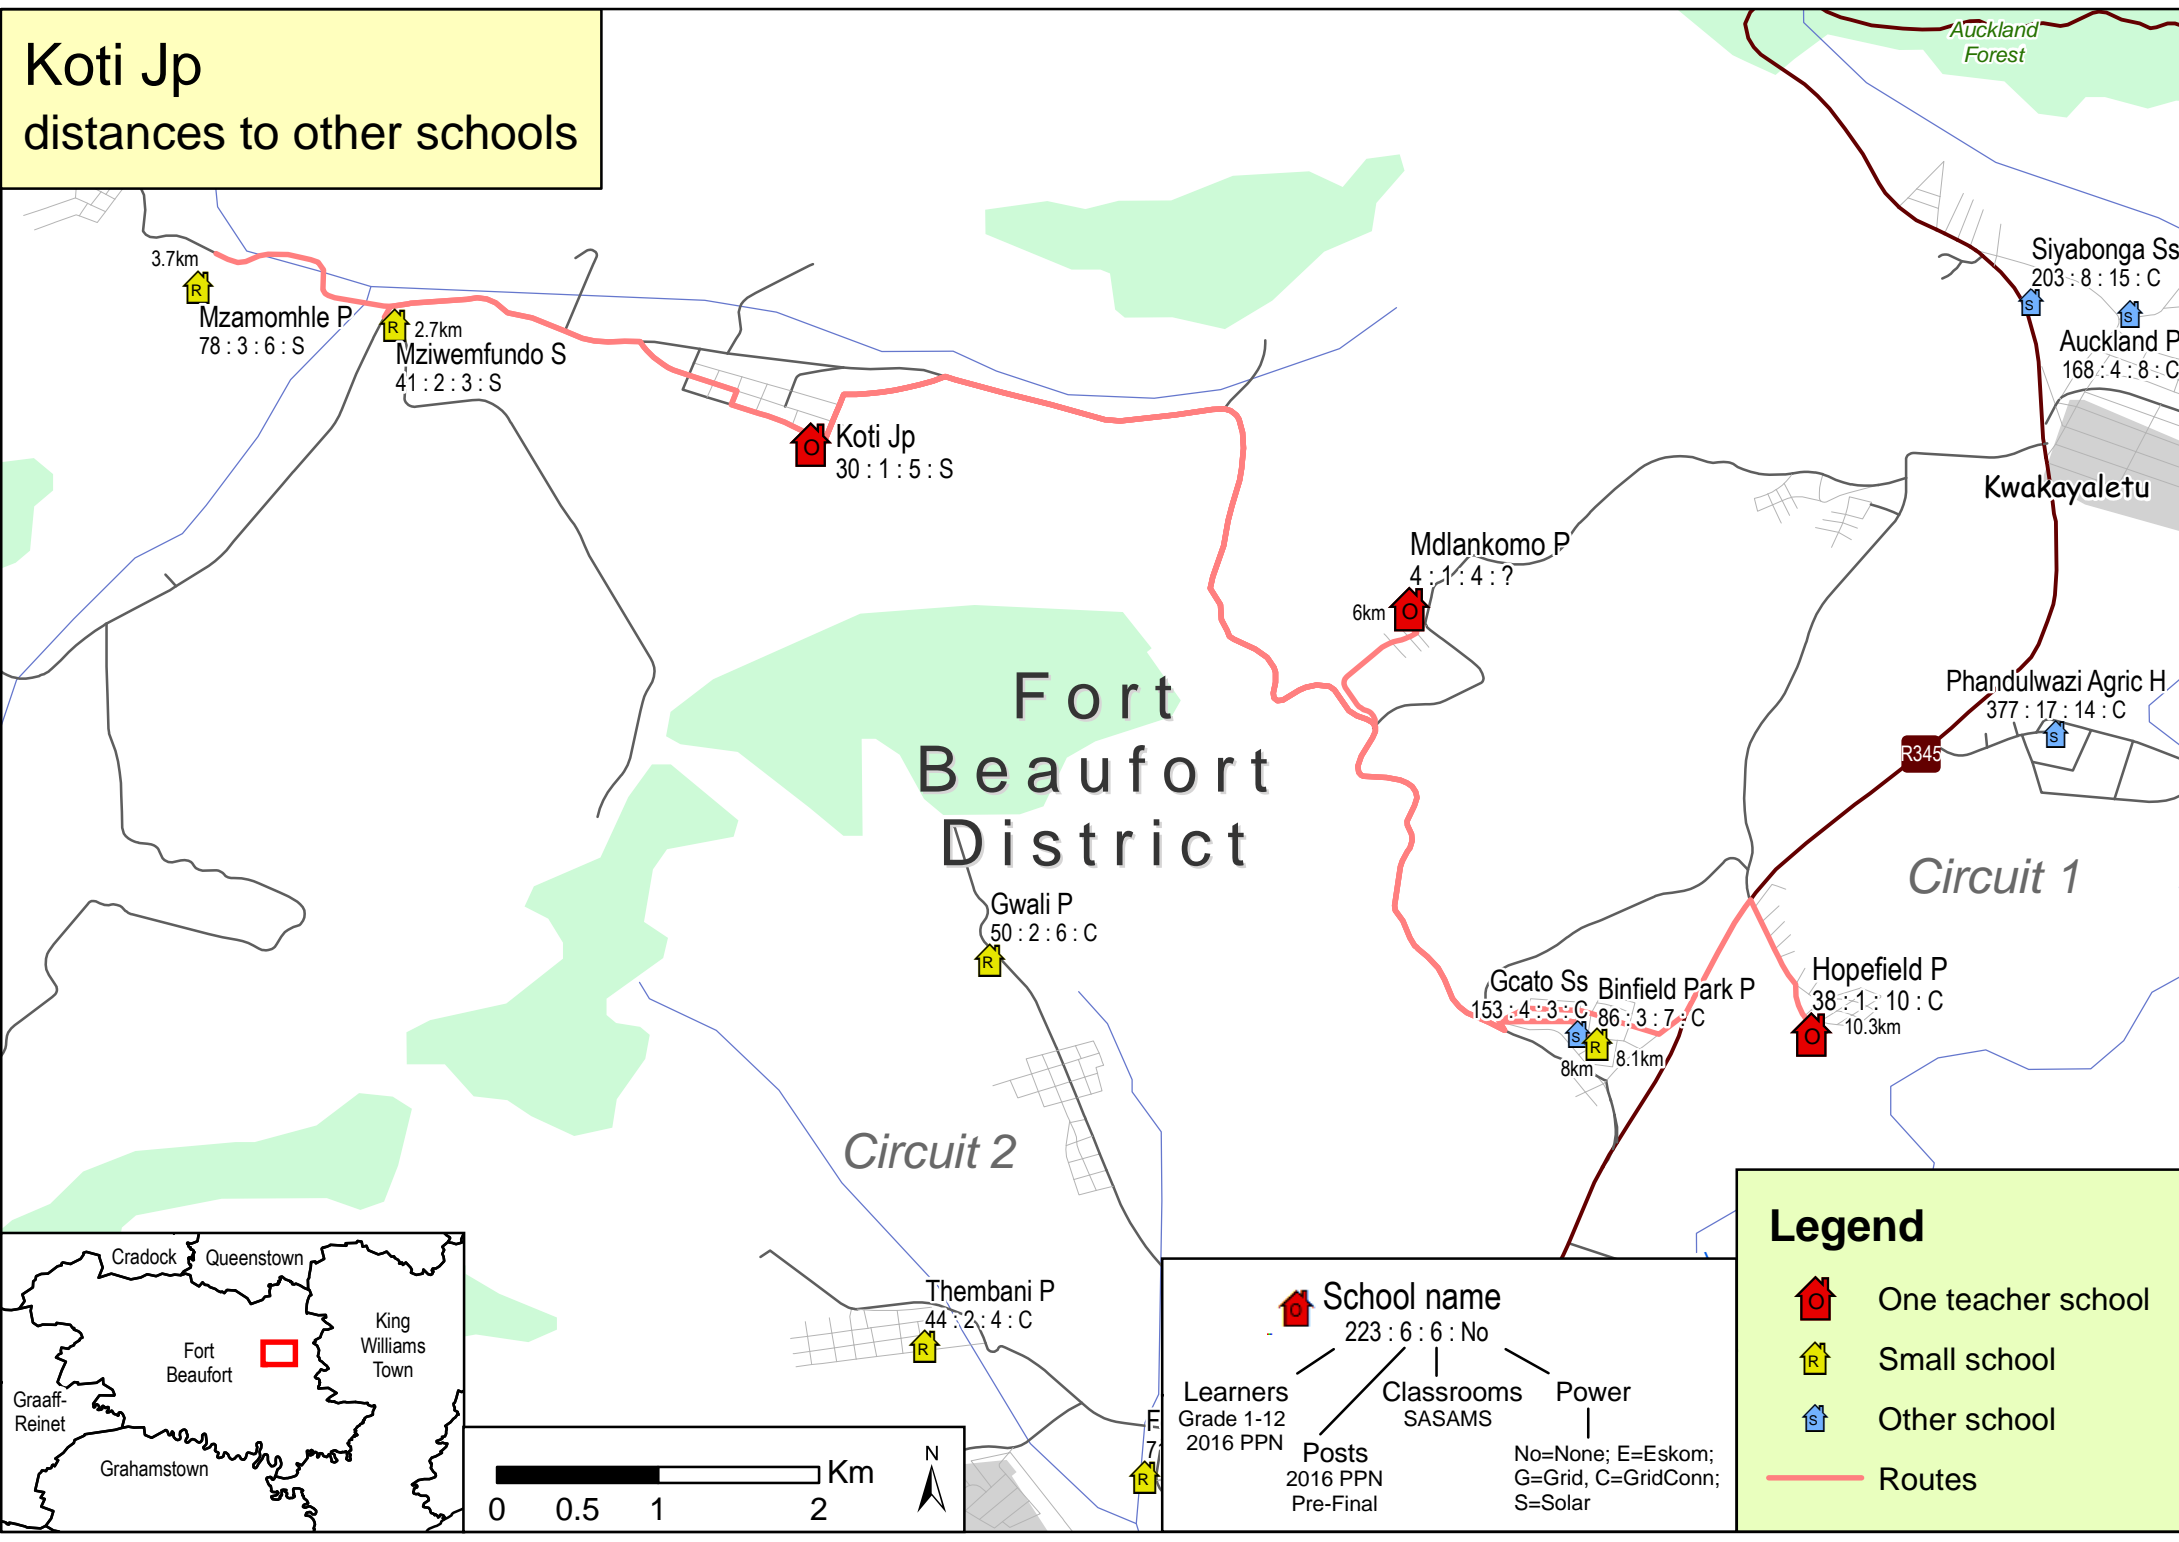 Koti Jp
distances to other schools
Auckland
Forest
3.7km
R
Mzamomhle P
78 : 3 : 6 : S
R
2.7km
Mziwemfundo S
41 : 2 : 3 : S
O
Koti Jp
30 : 1 : 5 : S
Siyabonga Ss
203 : 8 : 15 : C
S
S
Auckland P
168 : 4 : 8 : C
Kwakayaletu
Mdlankomo P
4 : 1 : 4 : ?
6km
O
Phandulwazi Agric H
377 : 17 : 14 : C
S
R345
Fort
Beaufort
District
Circuit 1
Gwali P
50 : 2 : 6 : C
R
Gcato Ss
153 : 4 : 3 : C
S
8km
Binfield Park P
86 : 3 : 7 : C
R
8.1km
Hopefield P
38 : 1 : 10 : C
10.3km
O
Circuit 2
Thembani P
44 : 2 : 4 : C
R
F
R
Cradock
Queenstown
King
Williams
Town
Fort
Beaufort
Graaff-
Reinet
Grahamstown
Km
0 0.5 1 2
N
O
School name
223 : 6 : 6 : No
Learners
Grade 1-12
2016 PPN
Posts
2016 PPN
Pre-Final
Classrooms
SASAMS
Power
No=None; E=Eskom;
G=Grid, C=GridConn;
S=Solar
Legend
O
One teacher school
R
Small school
S
Other school
Routes